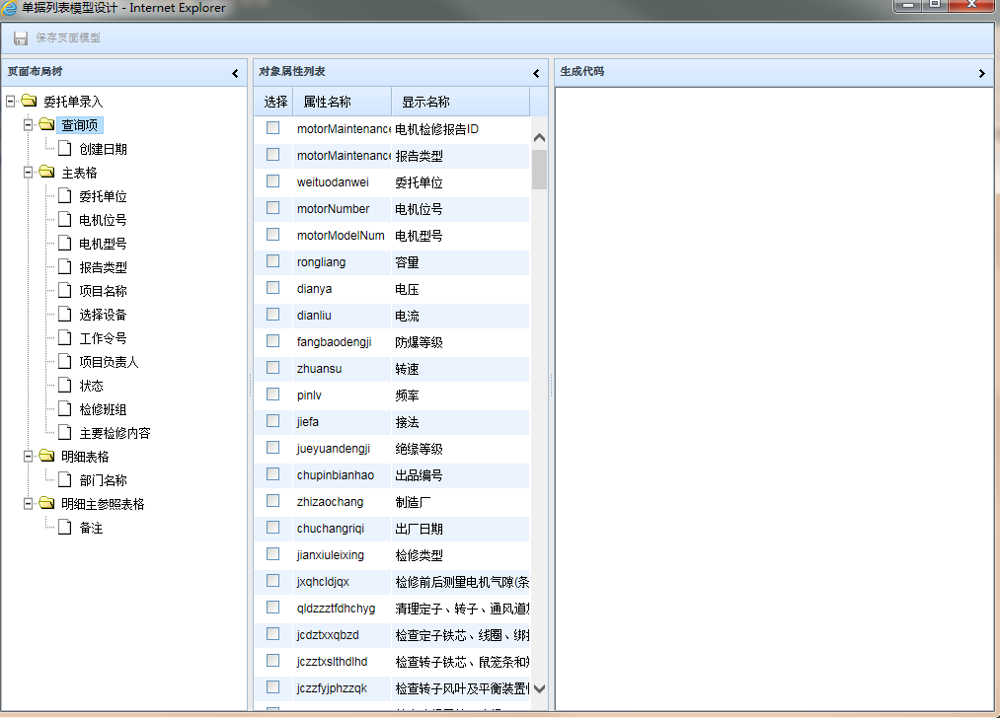 单据列表模型设计 - Internet Explorer
保存页面模型
页面布局树
委托单录入
查询项
创建日期
主表格
委托单位
电机位号
电机型号
报告类型
项目名称
选择设备
工作令号
项目负责人
状态
检修班组
主要检修内容
明细表格
部门名称
明细主参照表格
备注
对象属性列表
选择 属性名称 显示名称
motorMaintenance 电机检修报告ID
motorMaintenance 报告类型
weituodanwei 委托单位
motorNumber 电机位号
motorModelNum 电机型号
rongliang 容量
dianya 电压
dianliu 电流
fangbaodengji 防爆等级
zhuansu 转速
pinlv 频率
jiefa 接法
jueyuandengji 绝缘等级
chupinbianhao 出品编号
zhizaochang 制造厂
chuchangriqi 出厂日期
jianxiuleixing 检修类型
jxqhcldjqx 检修前后测量电机气隙(条
qldzzztfdhchyg 清理定子、转子、通风道
jcdztxxqbzd 检查定子铁芯、线圈、绑
jczztxslthdlhd 检查转子铁芯、鼠笼条和
jczzfyjphzzqk 检查转子风叶及平衡装置
生成代码